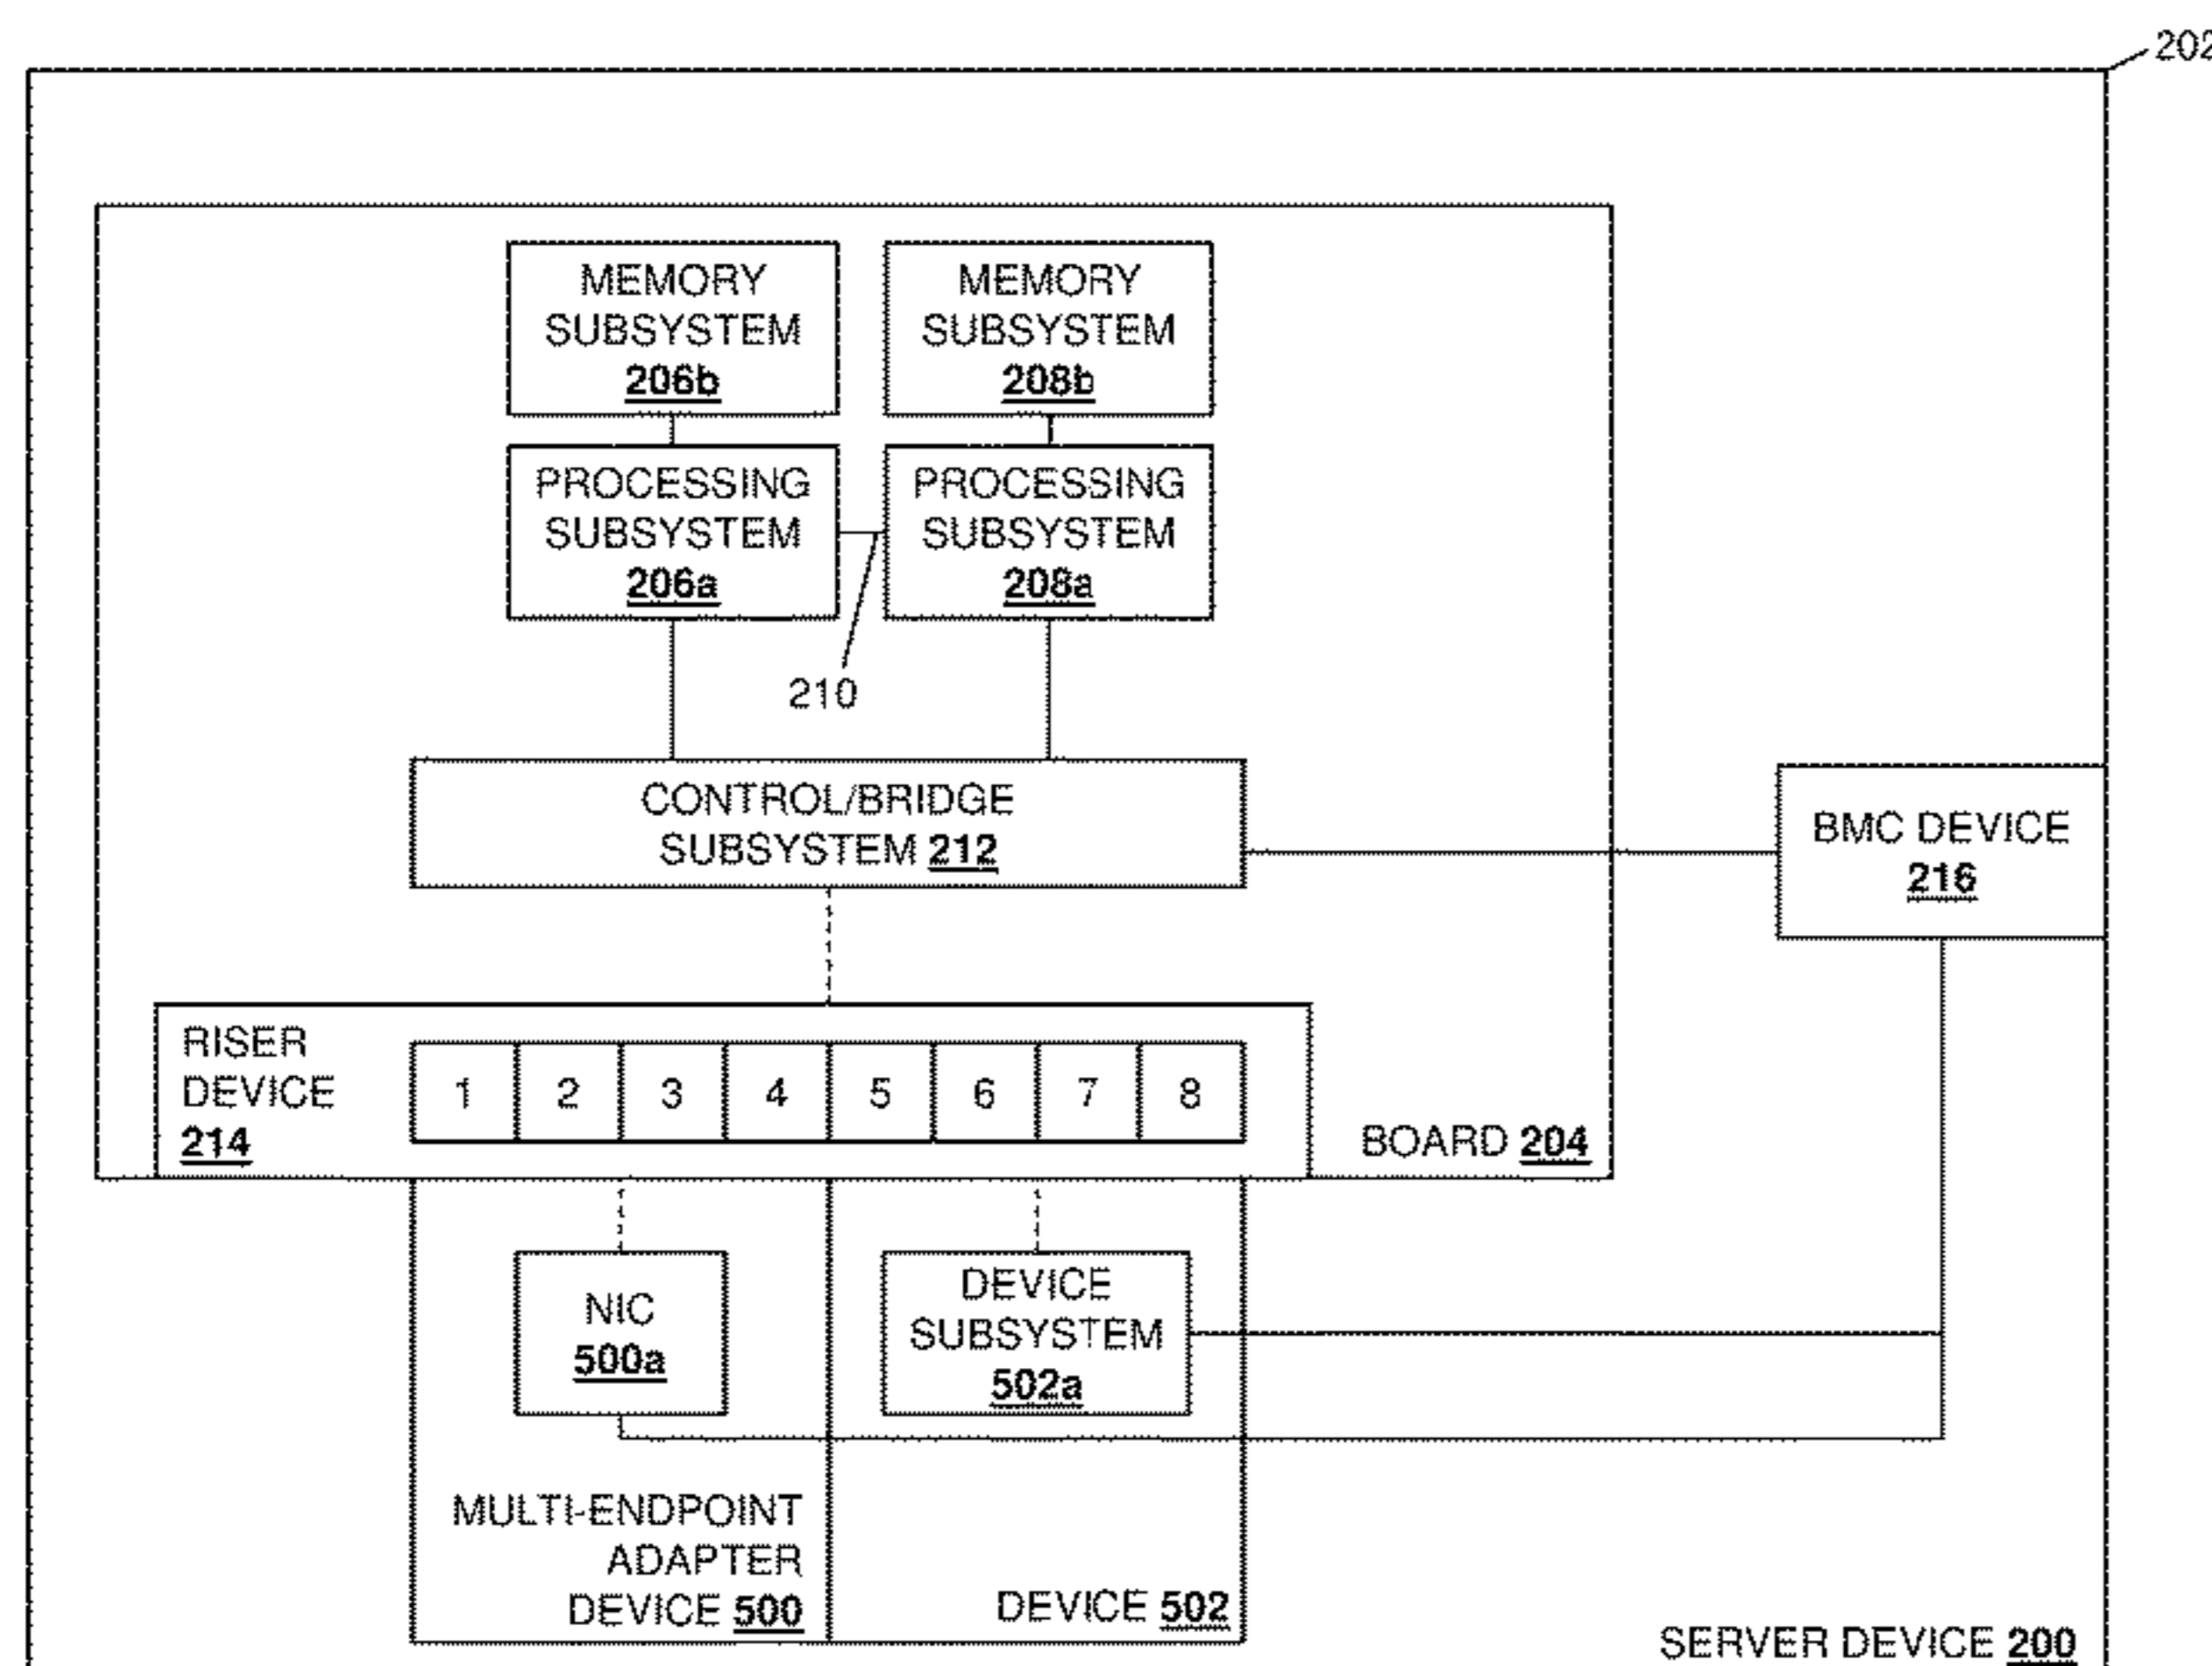 202
MEMORY
SUBSYSTEM
206b
MEMORY
SUBSYSTEM
208b
PROCESSING
SUBSYSTEM
206a
PROCESSING
SUBSYSTEM
208a
210
CONTROL/BRIDGE
SUBSYSTEM 212
BMC DEVICE
216
RISER
DEVICE
214
1 2 3 4 5 6 7 8
BOARD 204
NIC
500a
DEVICE
SUBSYSTEM
502a
MULTI-ENDPOINT
ADAPTER
DEVICE 500
DEVICE 502
SERVER DEVICE 200